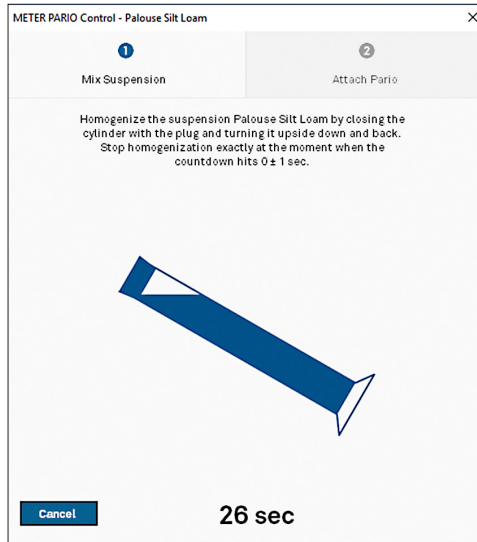 METER PARIO Control - Palouse Silt Loam
1
2
Mix Suspension
Attach Pario
Homogenize the suspension Palouse Silt Loam by closing the
cylinder with the plug and turning it upside down and back.
Stop homogenization exactly at the moment when the
countdown hits 0 ± 1 sec.
Cancel
26 sec